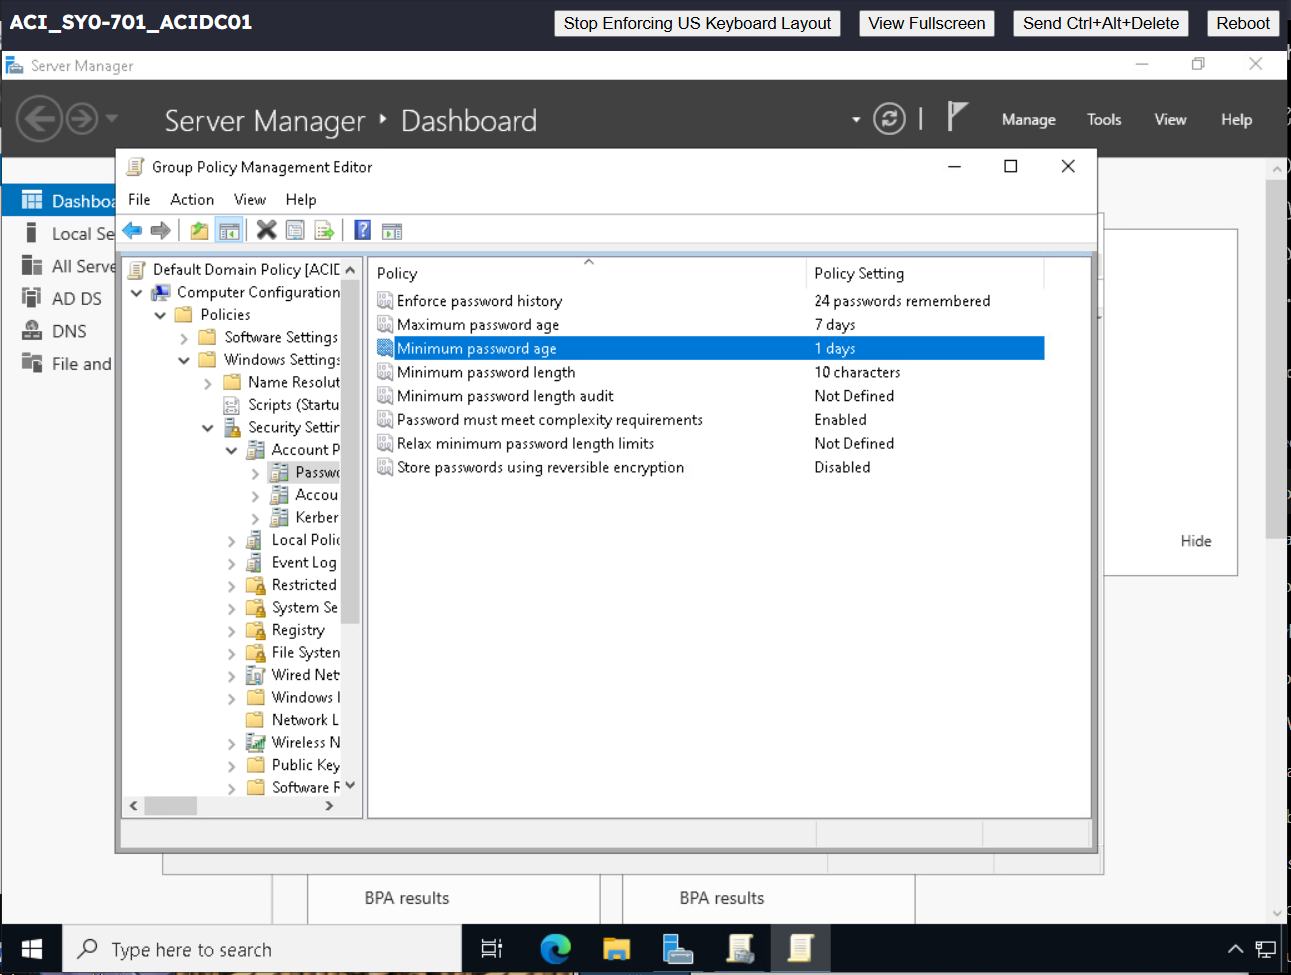 ACI_SY0-701_ACIDC01
Stop Enforcing US Keyboard Layout
View Fullscreen
Send Ctrl+Alt+Delete
Reboot
Server Manager
Server Manager
Dashboard
Manage
Tools
View
Help
Group Policy Management Editor
File
Action
View
Help
Dashboa
Local Se
All Serve
AD DS
DNS
File and
Default Domain Policy [ACID
Computer Configuration
Policies
Software Settings
Windows Settings
Name Resolut
Scripts (Startu
Security Settin
Account P
Passwo
Accou
Kerber
Local Polic
Event Log
Restricted
System Se
Registry
File System
Wired Net
Windows
Network L
Wireless N
Public Key
Software R
Policy
Policy Setting
Enforce password history
24 passwords remembered
Maximum password age
7 days
Minimum password age
1 days
Minimum password length
10 characters
Minimum password length audit
Not Defined
Password must meet complexity requirements
Enabled
Relax minimum password length limits
Not Defined
Store passwords using reversible encryption
Disabled
Hide
BPA results
BPA results
Type here to search